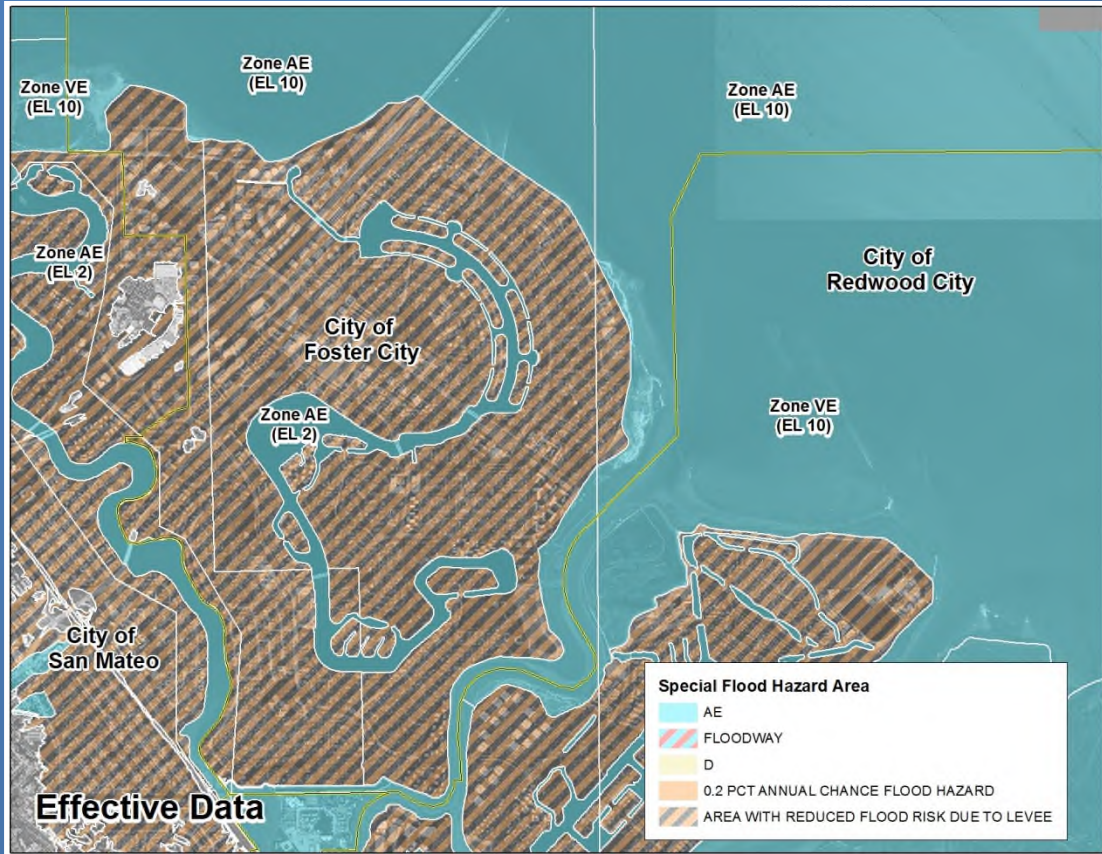 Zone VE
(EL 10)
Zone AE
(EL 10)
Zone AE
(EL 10)
Zone AE
(EL 2)
City of
Redwood City
City of
Foster City
Zone AE
(EL 2)
Zone VE
(EL 10)
City of
San Mateo
Effective Data
Special Flood Hazard Area
AE
FLOODWAY
D
0.2 PCT ANNUAL CHANCE FLOOD HAZARD
AREA WITH REDUCED FLOOD RISK DUE TO LEVEE